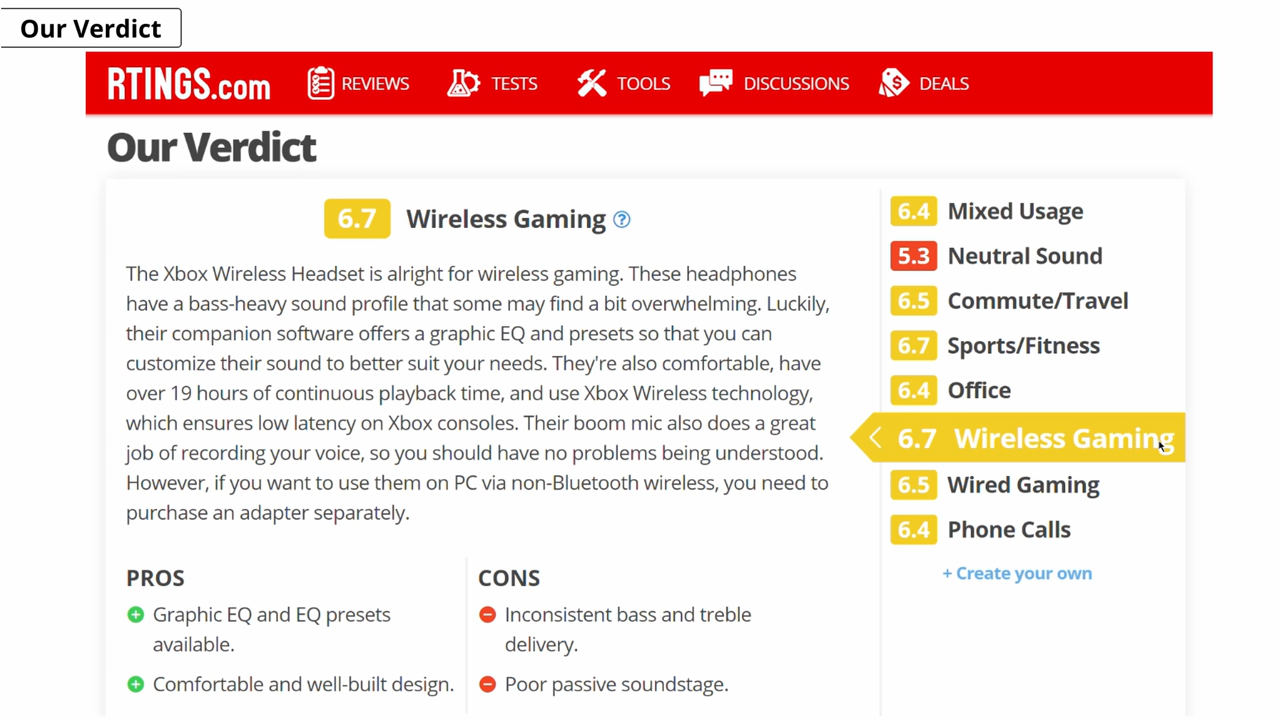 Our Verdict
RTINGS.com REVIEWS TESTS TOOLS DISCUSSIONS DEALS
Our Verdict
6.7 Wireless Gaming ?
The Xbox Wireless Headset is alright for wireless gaming. These headphones
have a bass-heavy sound profile that some may find a bit overwhelming. Luckily,
their companion software offers a graphic EQ and presets so that you can
customize their sound to better suit your needs. They're also comfortable, have
over 19 hours of continuous playback time, and use Xbox Wireless technology,
which ensures low latency on Xbox consoles. Their boom mic also does a great
job of recording your voice, so you should have no problems being understood.
However, if you want to use them on PC via non-Bluetooth wireless, you need to
purchase an adapter separately.
PROS
Graphic EQ and EQ presets
available.
Comfortable and well-built design.
CONS
Inconsistent bass and treble
delivery.
Poor passive soundstage.
6.4 Mixed Usage
5.3 Neutral Sound
6.5 Commute/Travel
6.7 Sports/Fitness
6.4 Office
6.7 Wireless Gaming
6.5 Wired Gaming
6.4 Phone Calls
+ Create your own